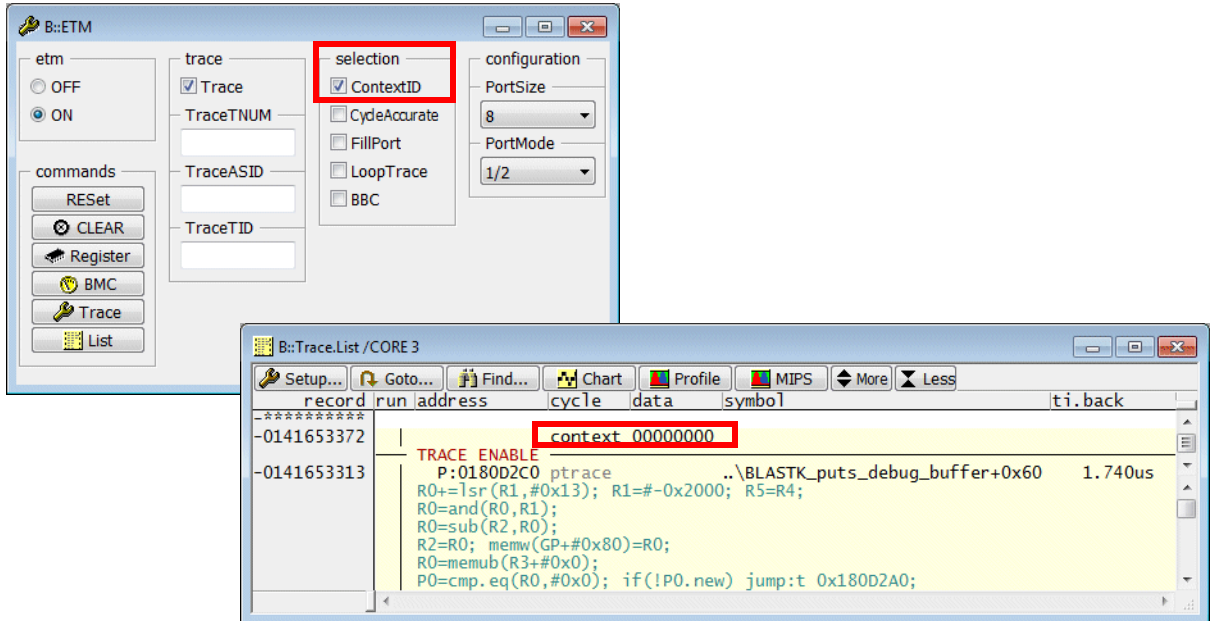 B::ETM
etm
OFF
ON
commands
RESet
CLEAR
Register
BMC
Trace
List
trace
Trace
TraceTNUM
TraceASID
TraceTID
selection
ContextID
CycleAccurate
FillPort
LoopTrace
BBC
configuration
PortSize
8
PortMode
1/2
B::Trace.List /CORE 3
Setup... Goto... Find... Chart Profile MIPS More Less
record run address cycle data symbol ti.back
-**********
-0141653372 context 00000000
TRACE ENABLE
-0141653313 P:0180D2C0 ptrace ..\BLASTK_puts_debug_buffer+0x60 1.740us
R0+=lsr(R1,#0x13); R1=#-0x2000; R5=R4;
R0=and(R0,R1);
R0=sub(R2,R0);
R2=R0; memw(GP+#0x80)=R0;
R0=memub(R3+#0x0);
P0=cmp.eq(R0,#0x0); if(!P0.new) jump:t 0x180D2A0;